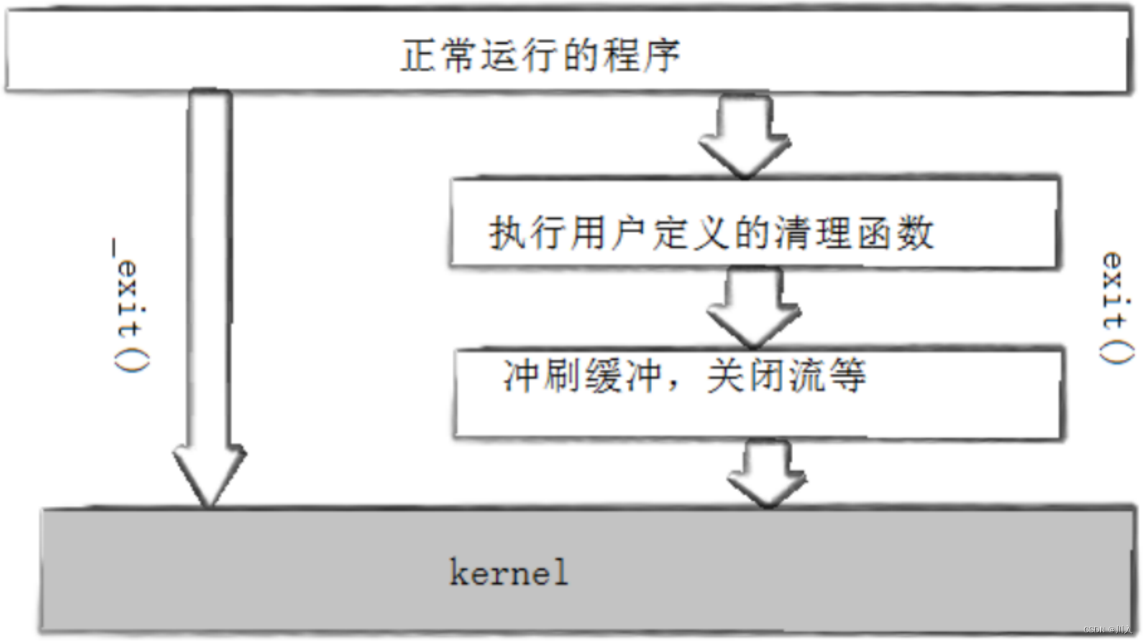 正常运行的程序
执行用户定义的清理函数
_exit()
exit()
冲刷缓冲，关闭流等
kernel